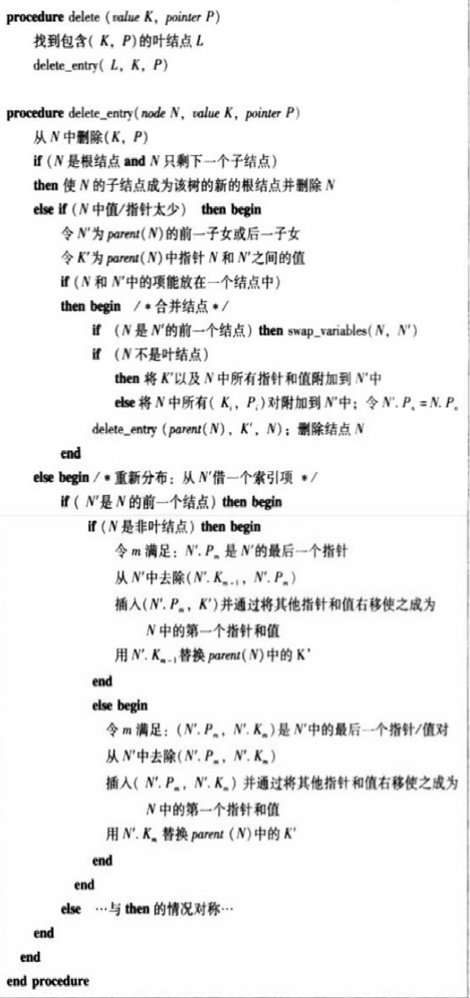 procedure delete (value K, pointer P)
找到包含( K, P)的叶结点 L
delete_entry( L, K, P)
procedure delete_entry(node N, value K, pointer P)
从 N 中删除(K, P)
if (N 是根结点 and N 只剩下一个子结点)
then 使 N 的子结点成为该树的新的根结点并删除 N
else if (N 中值/指针太少) then begin
令 N'为 parent(N)的前一子女或后一子女
令 K'为 parent(N)中指针 N 和 N'之间的值
if (N 和 N'中的项能放在一个结点中)
then begin /*合并结点*/
if (N 是 N'的前一个结点) then swap_variables(N, N')
if (N 不是叶结点)
then 将 K'以及 N 中所有指针和值附加到 N'中
else 将 N 中所有( Kᵢ, Pᵢ)对附加到 N'中; 令 N'. Pₙ = N. Pₙ
delete_entry (parent(N), K', N); 删除结点 N
end
else begin /*重新分布: 从 N'借一个索引项 */
if ( N'是 N 的前一个结点) then begin
if (N 是非叶结点) then begin
令 m 满足: N'. Pₘ 是 N'的最后一个指针
从 N'中去除(N'. Kₘ₋₁, N'. Pₘ)
插入(N'. Pₘ, K')并通过将其他指针和值右移使之成为
N 中的第一个指针和值
用 N'. Kₘ₋₁替换 parent(N)中的 K'
end
else begin
令 m 满足: (N'. Pₘ, N'. Kₘ)是 N'中的最后一个指针/值对
从 N'中去除(N'. Pₘ, N'. Kₘ)
插入( N'. Pₘ, N'. Kₘ) 并通过将其他指针和值右移使之成为
N 中的第一个指针和值
用 N'. Kₘ 替换 parent (N)中的 K'
end
end
else …与 then 的情况对称…
end
end
end procedure